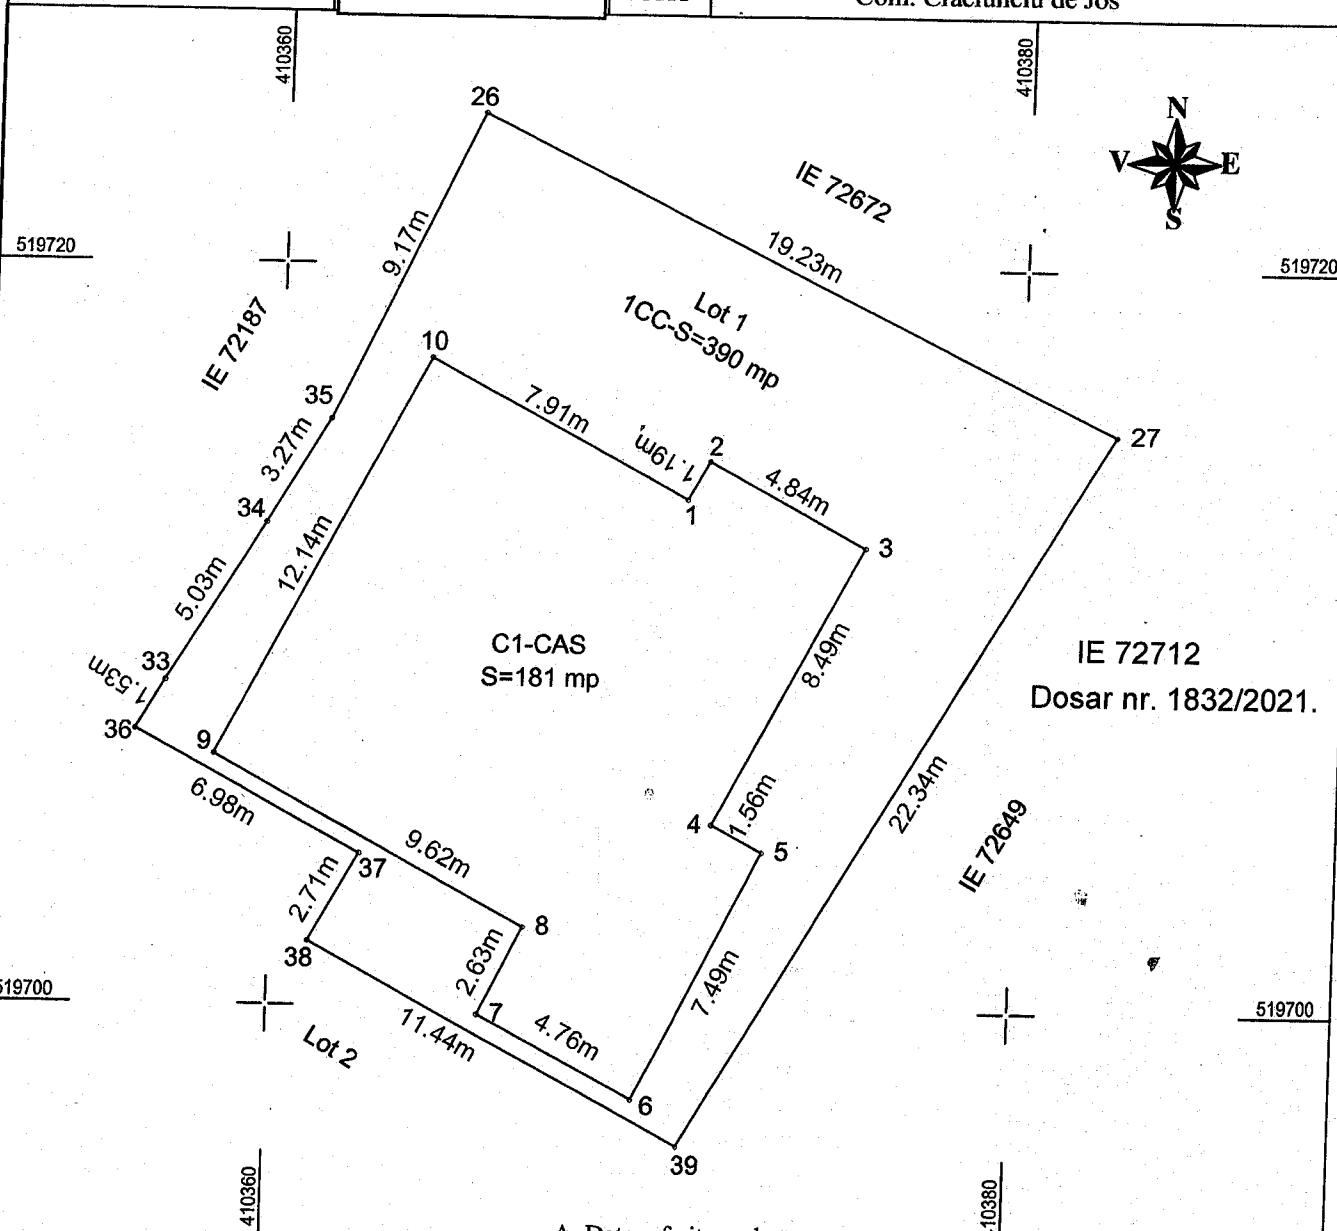 Com. Crăciunelu de Jos
410360
410380
26
N
V
E
S
IE 72672
519720
9.17m
19.23m
519720
Lot 1
1CC-S=390 mp
IE 72187
10
35
7.91m
27
1.19m
2
3.27m
4.84m
34
1
3
12.14m
5.03m
C1-CAS
S=181 mp
8.49m
IE 72712
Dosar nr. 1832/2021.
33
1.53m
36
9
6.98m
22.34m
1.56m
4
5
9.62m
IE 72649
37
2.71m
8
38
2.63m
7.49m
519700
7
519700
11.44m
4.76m
Lot 2
6
39
410360